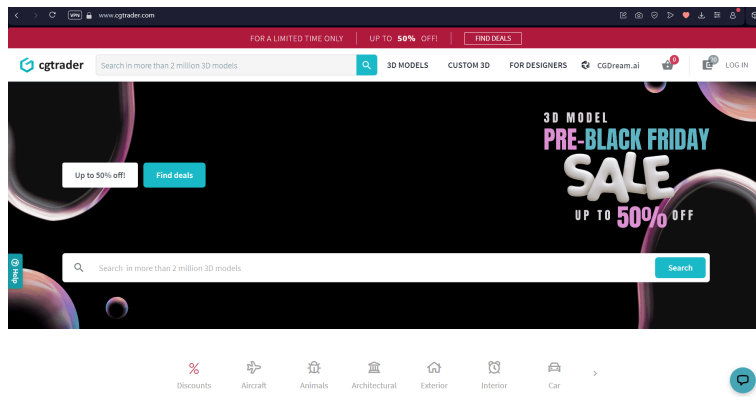 VPN www.cgtrader.com
FOR A LIMITED TIME ONLY UP TO 50% OFF! FIND DEALS
cgtrader Search in more than 2 million 3D models 3D MODELS CUSTOM 3D FOR DESIGNERS CGDream.ai 0 LOG IN
3D MODEL
PRE-BLACK FRIDAY
SALE
UP TO 50% OFF
Up to 50% off! Find deals
Help
Search in more than 2 million 3D models Search
Discounts Aircraft Animals Architectural Exterior Interior Car